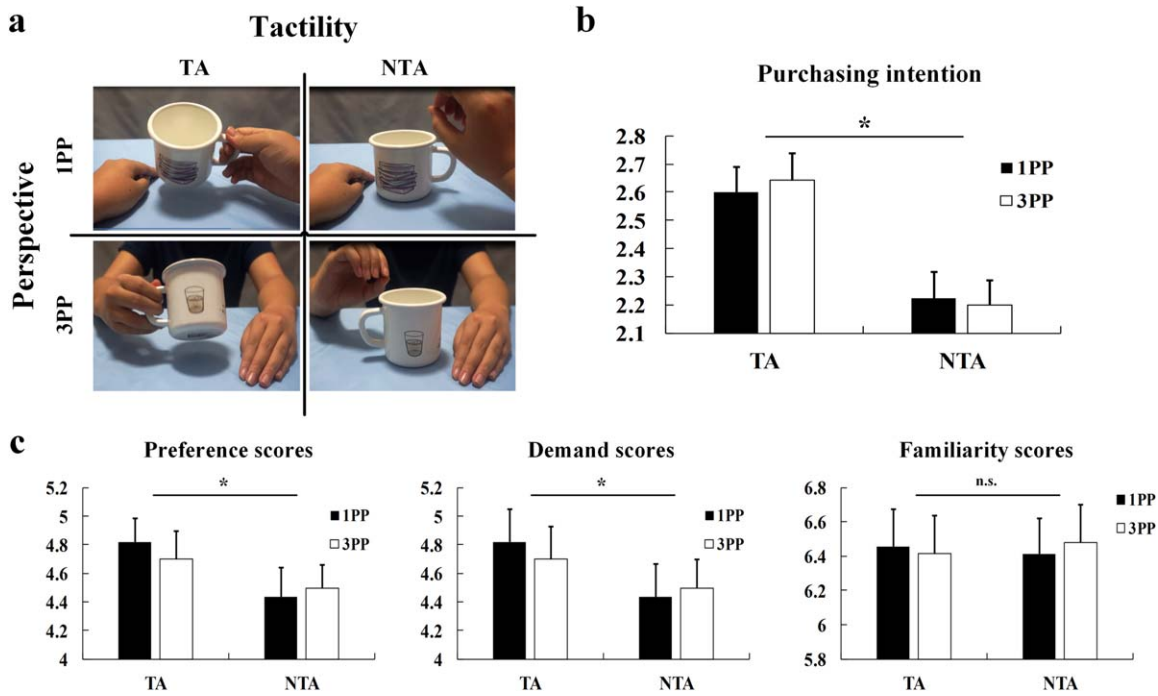 a
Tactility
TA
NTA
Perspective
1PP
3PP
b
Purchasing intention
2.8
2.7
2.6
2.5
2.4
2.3
2.2
2.1
*
1PP
3PP
TA
NTA
c
Preference scores
5.2
5
4.8
4.6
4.4
4.2
4
*
1PP
3PP
TA
NTA
Demand scores
5.2
5
4.8
4.6
4.4
4.2
4
*
1PP
3PP
TA
NTA
Familiarity scores
6.8
6.6
6.4
6.2
6
5.8
n.s.
1PP
3PP
TA
NTA